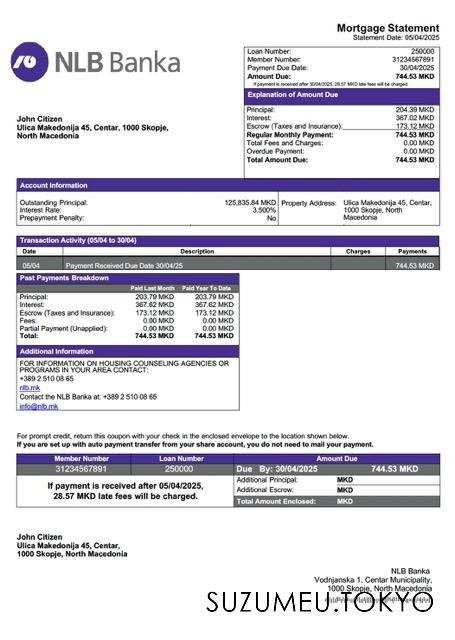 Mortgage Statement
Statement Date: 05/04/2025
NLB Banka
Loan Number: 250000
Member Number: 31234567891
Payment Due Date: 30/04/2025
Amount Due: 744.53 MKD
If payment is received after 30/04/2025, 28.57 MKD late fees will be charged.
Explanation of Amount Due
Principal: 204.39 MKD
Interest: 367.02 MKD
Escrow (Taxes and Insurance): 173.12 MKD
Regular Monthly Payment: 744.53 MKD
Total Fees and Charges: 0.00 MKD
Overdue Payment: 0.00 MKD
Total Amount Due: 744.53 MKD
John Citizen
Ulica Makedonija 45, Centar, 1000 Skopje,
North Macedonia
Account Information
Outstanding Principal: 125,835.84 MKD
Interest Rate: 3.500%
Prepayment Penalty: No
Property Address: Ulica Makedonija 45, Centar,
1000 Skopje, North
Macedonia
Transaction Activity (05/04 to 30/04)
Date Description Charges Payments
05/04 Payment Received Due Date 30/04/25 744.53 MKD
Past Payments Breakdown
Paid Last Month Paid Year To Date
Principal: 203.79 MKD 203.79 MKD
Interest: 367.62 MKD 367.62 MKD
Escrow (Taxes and Insurance): 173.12 MKD 173.12 MKD
Fees: 0.00 MKD 0.00 MKD
Partial Payment (Unapplied): 0.00 MKD 0.00 MKD
Total: 744.53 MKD 744.53 MKD
Additional Information
FOR INFORMATION ON HOUSING COUNSELING AGENCIES OR
PROGRAMS IN YOUR AREA CONTACT:
+389 2 510 08 65
nlb.mk
Contact the NLB Banka at: +389 2 510 08 65
info@nlb.mk
For prompt credit, return this coupon with your check in the enclosed envelope to the location shown below.
If you are set up with auto payment transfer from your share account, you do not need to mail your payment.
Member Number Loan Number Amount Due
31234567891 250000 Due By: 30/04/2025 744.53 MKD
If payment is received after 05/04/2025,
28.57 MKD late fees will be charged.
Additional Principal: MKD
Additional Escrow: MKD
Total Amount Enclosed: MKD
John Citizen
Ulica Makedonija 45, Centar,
1000 Skopje, North Macedonia
NLB Banka
Vodnjanska 1, Centar Municipality,
1000 Skopje, North Macedonia
SUZUMEU.TOKYO